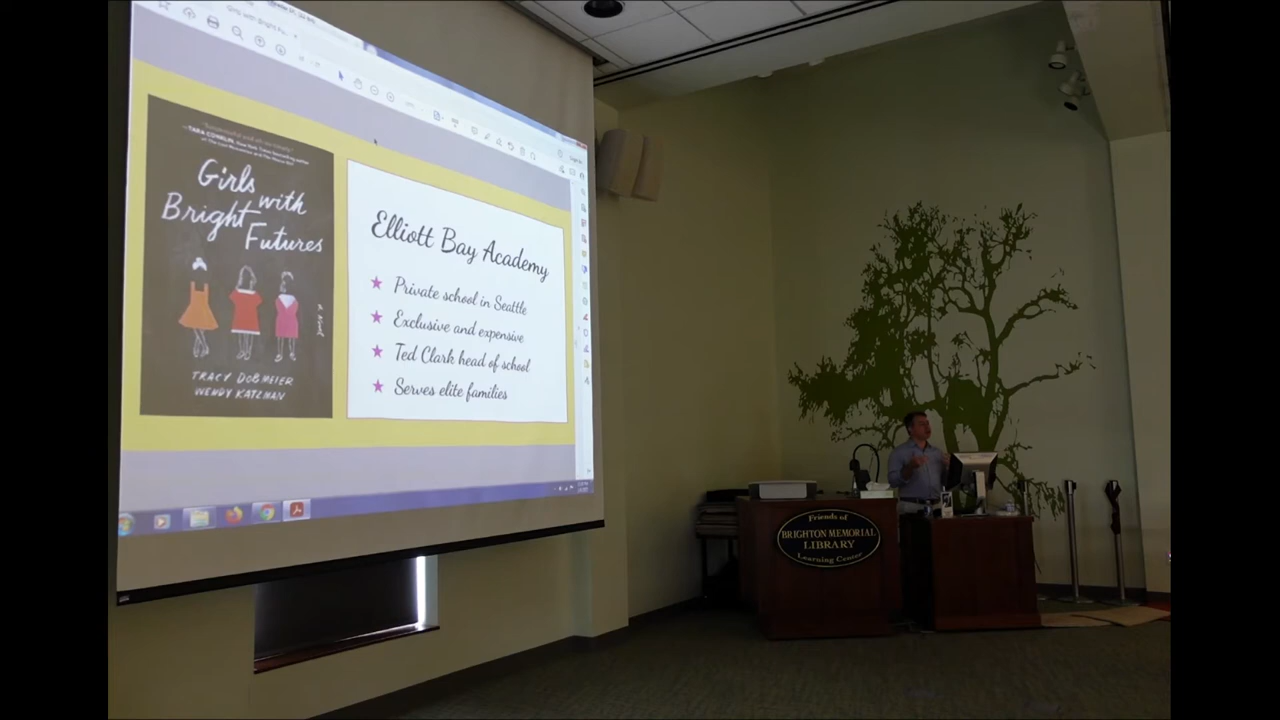 Girls with
Bright
Futures
A Novel
TRACY DOBMEIER
WENDY KATZMAN
Elliott Bay Academy
Private school in Seattle
Exclusive and expensive
Ted Clark head of school
Serves elite families
Friends of
BRIGHTON MEMORIAL
LIBRARY
Learning Center